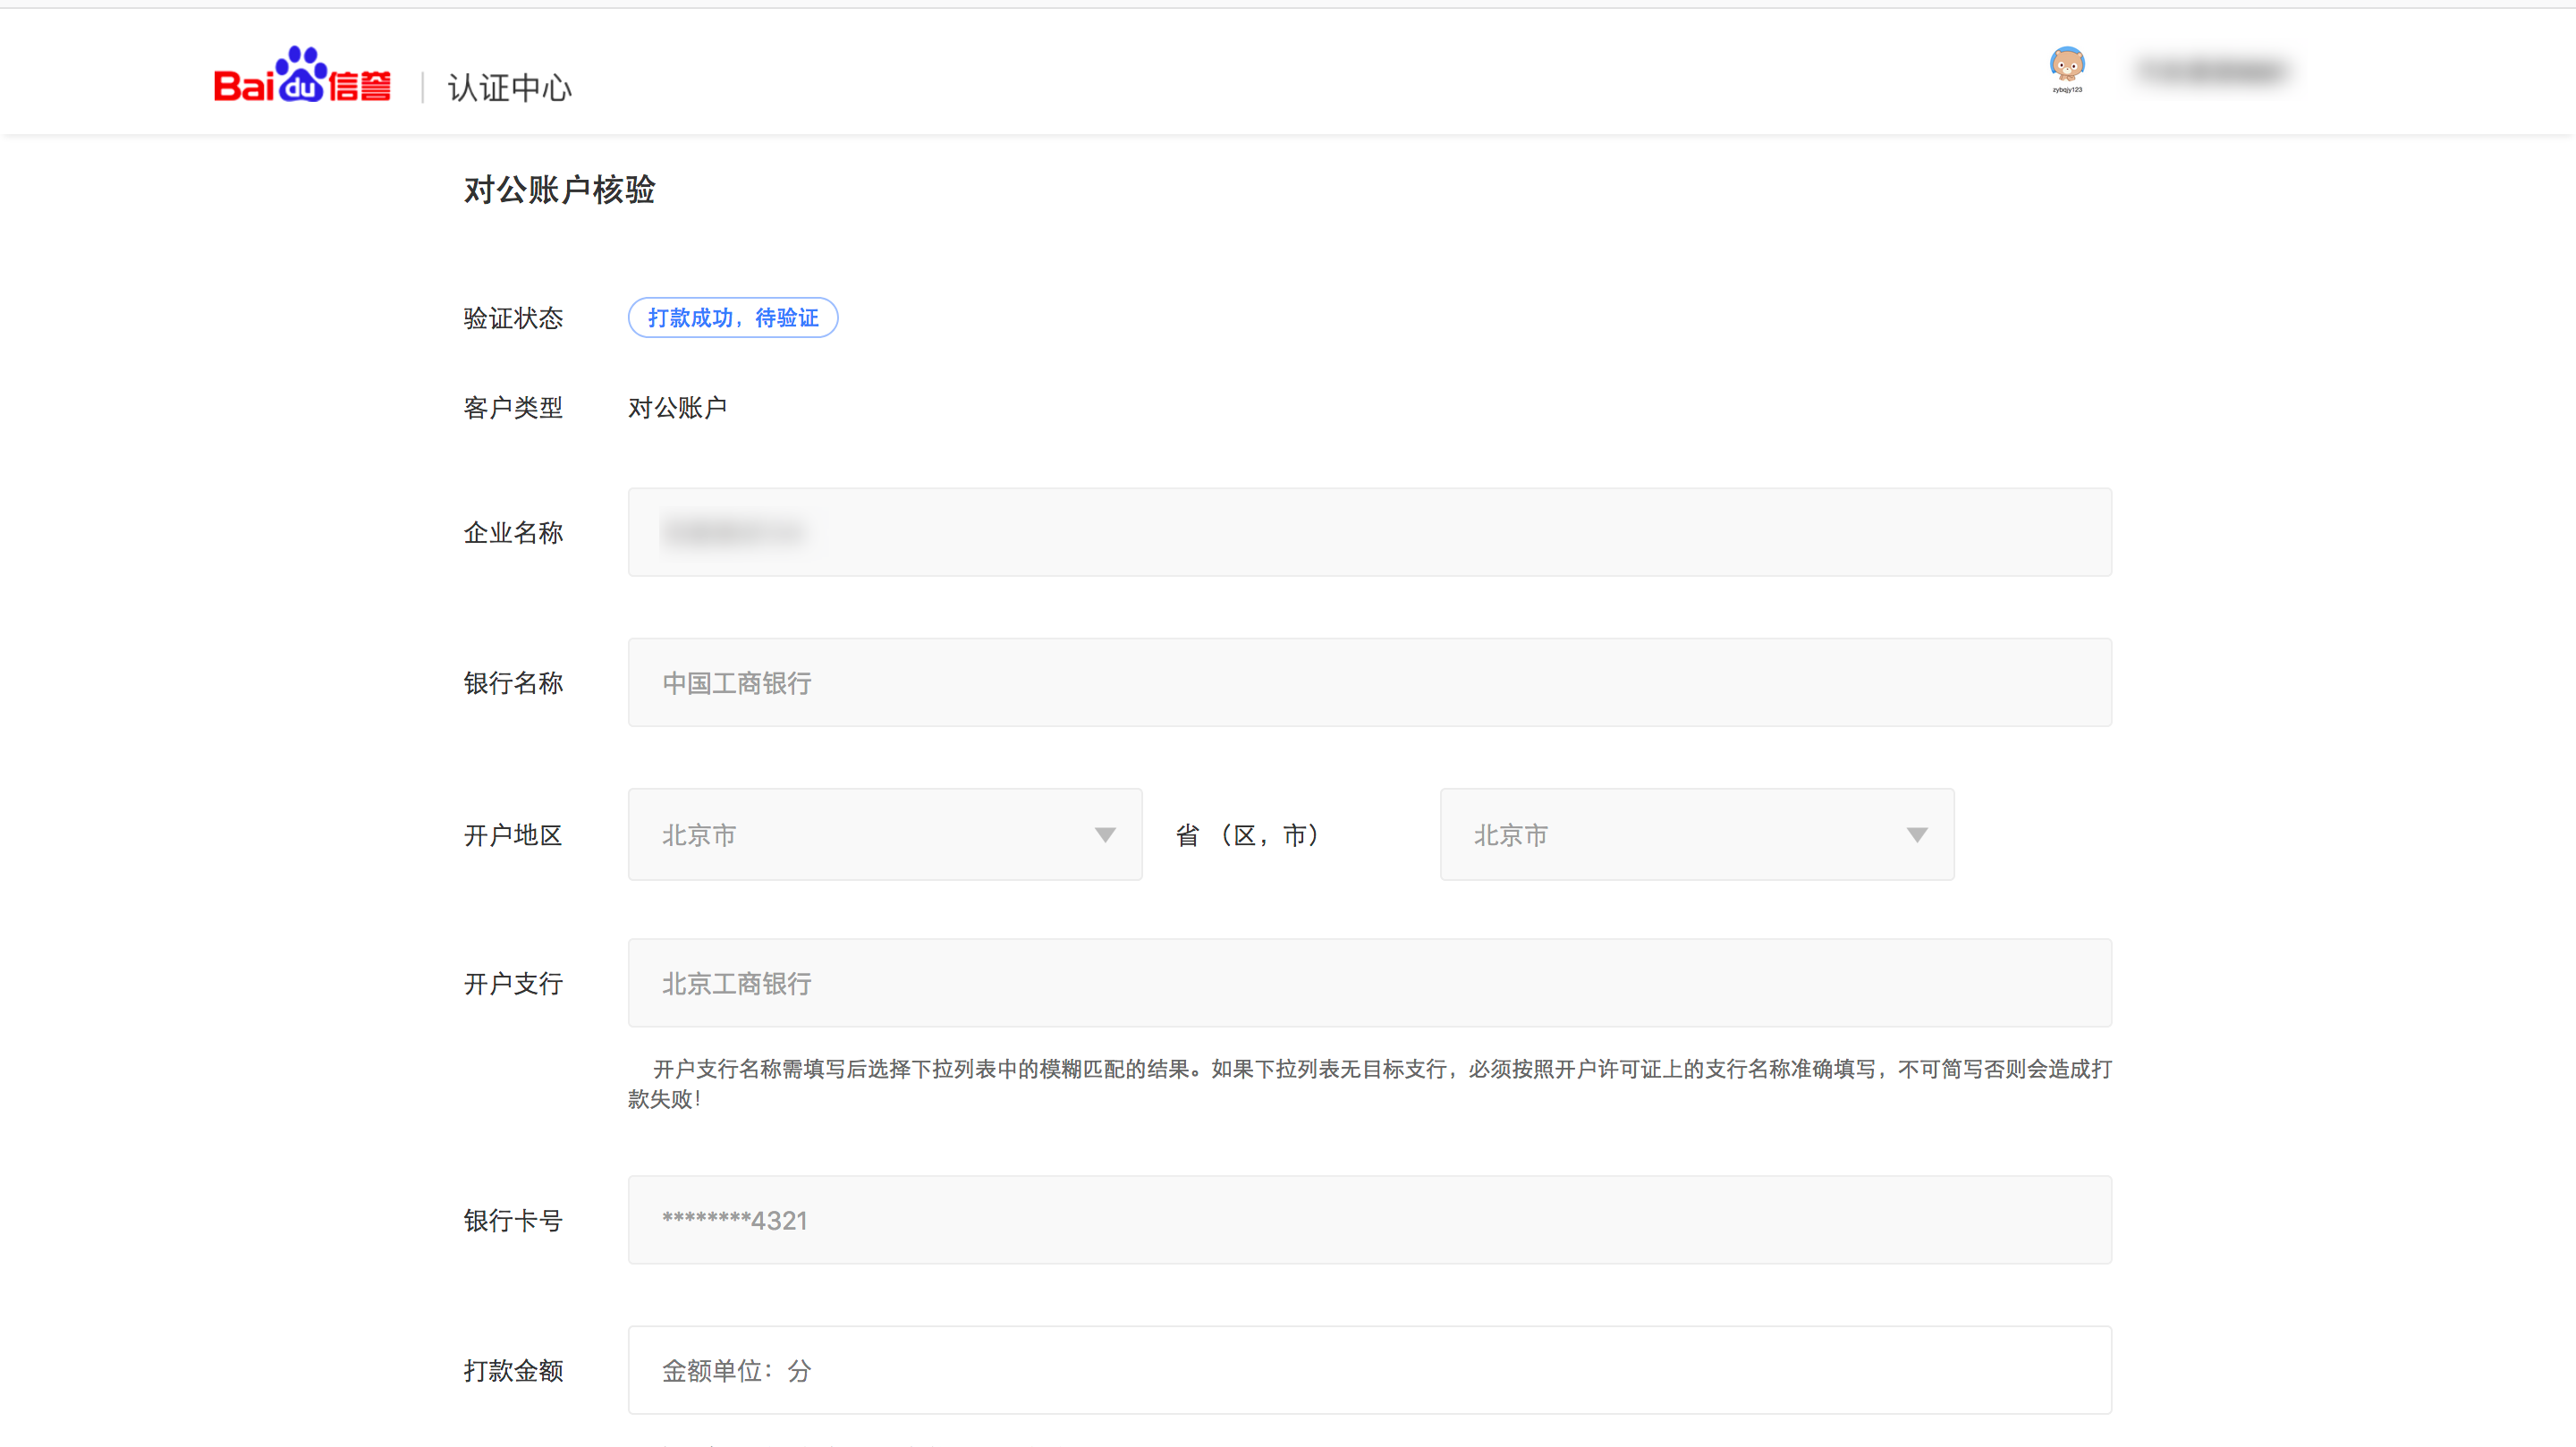 Baidu信誉 | 认证中心
zybqjy123
对公账户核验
验证状态 打款成功，待验证
客户类型 对公账户
企业名称
银行名称 中国工商银行
开户地区 北京市 省（区，市） 北京市
开户支行 北京工商银行
开户支行名称需填写后选择下拉列表中的模糊匹配的结果。如果下拉列表无目标支行，必须按照开户许可证上的支行名称准确填写，不可简写否则会造成打
款失败！
银行卡号 ********4321
打款金额 金额单位：分